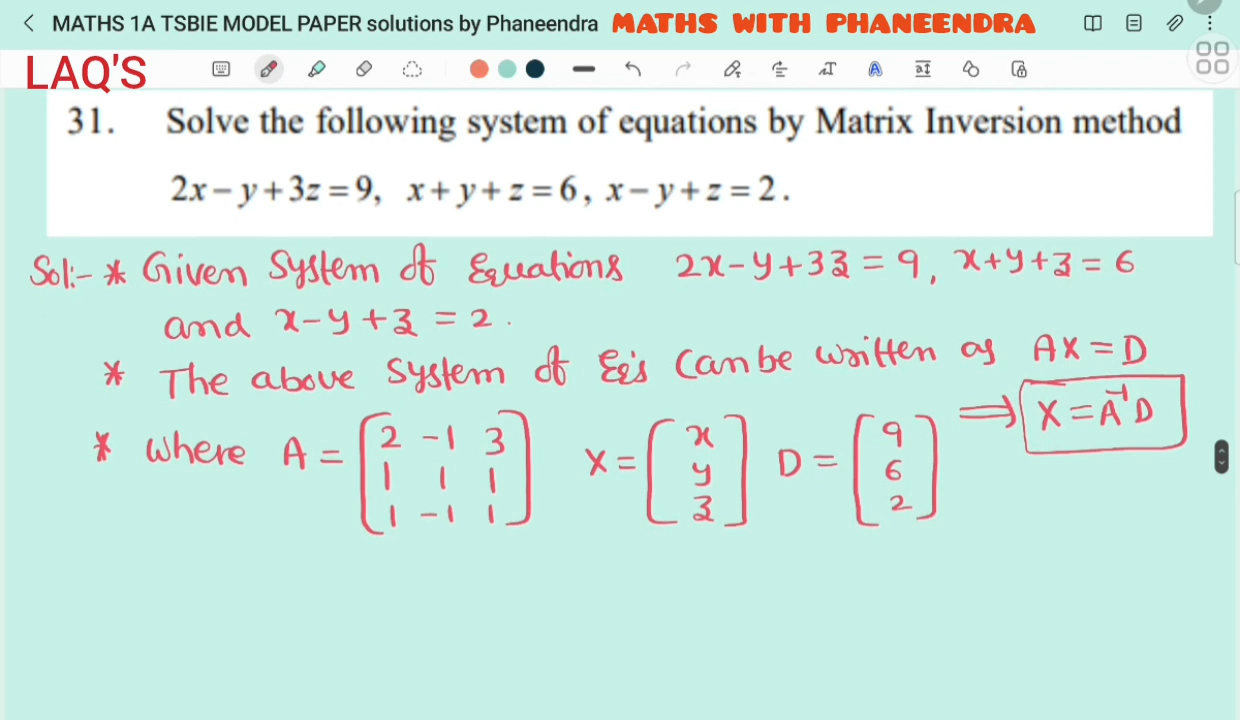 MATHS 1A TSBIE MODEL PAPER solutions by Phaneendra MATHS WITH PHANEENDRA
LAQ'S
31. Solve the following system of equations by Matrix Inversion method
2x − y + 3z = 9, x + y + z = 6, x − y + z = 2.
Sol:- * Given System of Equations 2x-y+3z = 9, x+y+z = 6
and x-y+z = 2.
* The above System of Eq's Can be written as AX = D
⟹ X = A⁻¹D
* Where A = [2 -1 3 X = [x D = [9
1 1 1 y 6
1 -1 1] z] 2]